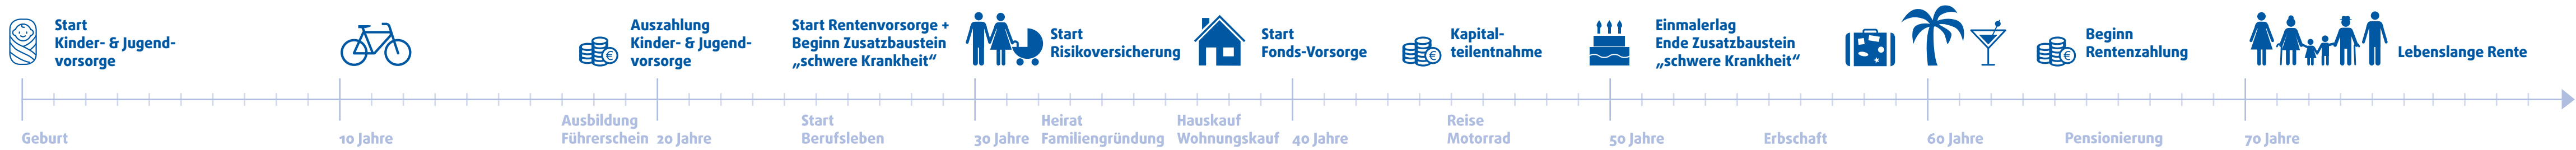 Start
Kinder- & Jugend-
vorsorge
Auszahlung
Kinder- & Jugend-
vorsorge
Start Rentenvorsorge +
Beginn Zusatzbaustein
„schwere Krankheit“
Start
Risikoversicherung
Start
Fonds-Vorsorge
Kapital-
teilentnahme
Einmalerlag
Ende Zusatzbaustein
„schwere Krankheit“
Beginn
Rentenzahlung
Lebenslange Rente
€
€
€
Geburt
10 Jahre
Ausbildung
Führerschein
20 Jahre
Start
Berufsleben
30 Jahre
Heirat
Familiengründung
Hauskauf
Wohnungskauf
40 Jahre
Reise
Motorrad
50 Jahre
Erbschaft
60 Jahre
Pensionierung
70 Jahre